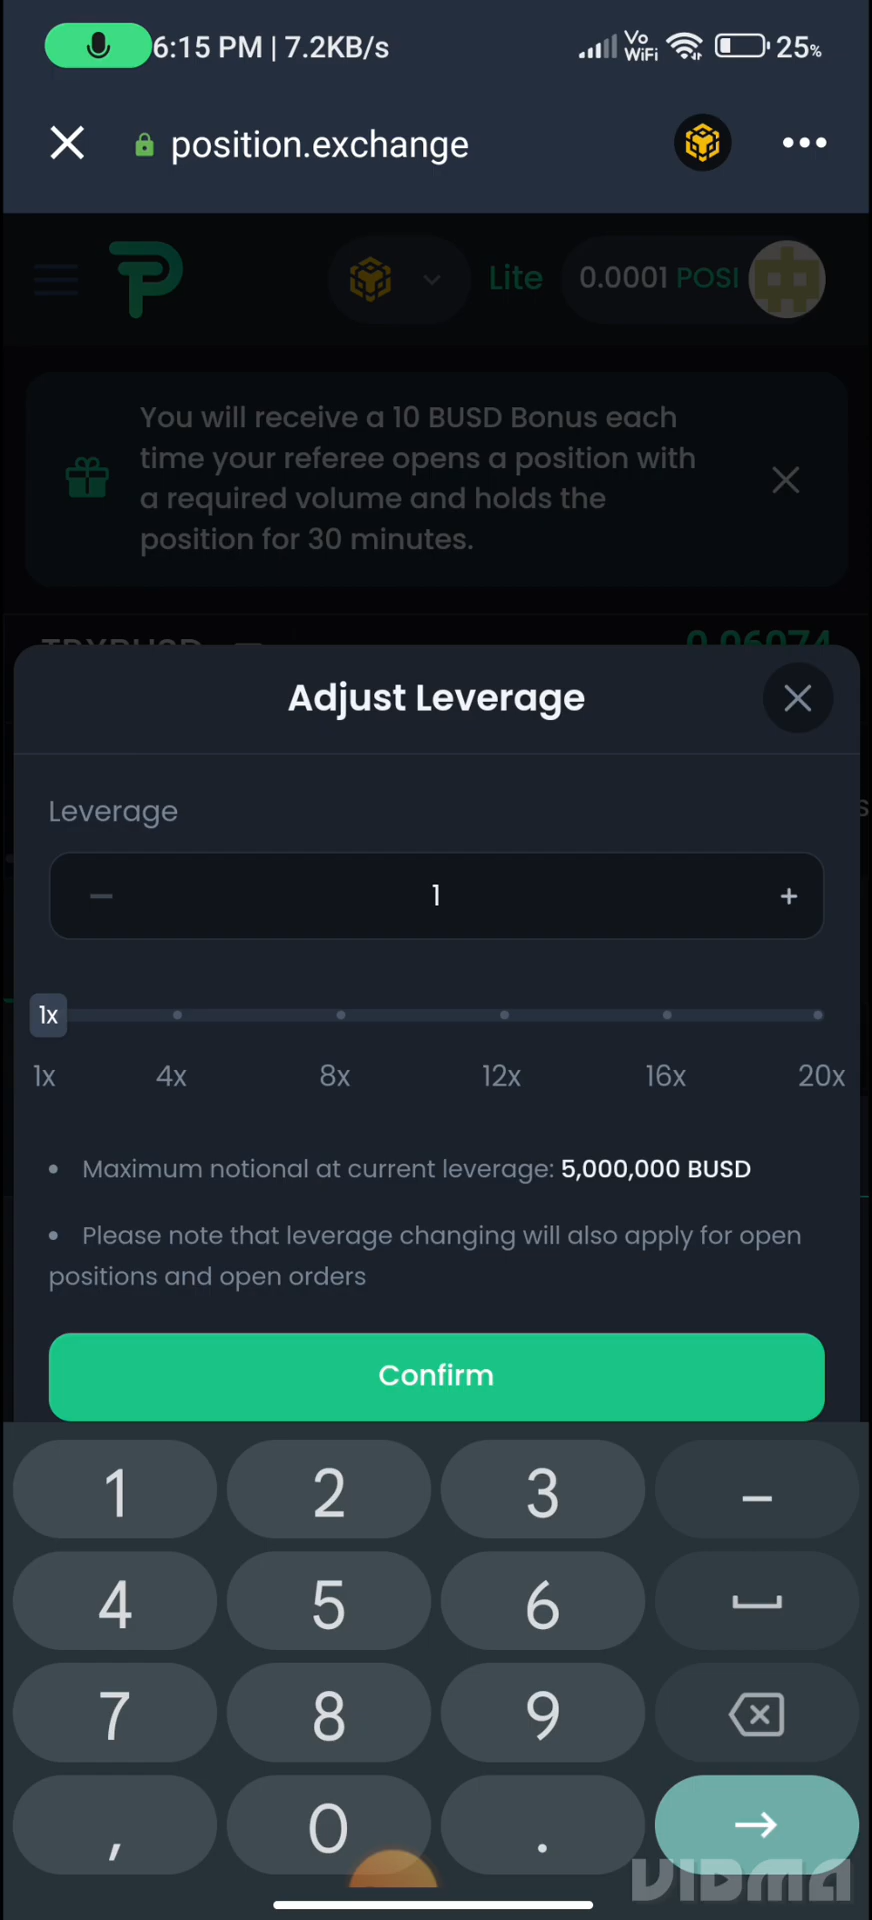 6:15 PM | 7.2KB/s Vo WiFi 25%
position.exchange
Lite 0.0001 POSI
You will receive a 10 BUSD Bonus each
time your referee opens a position with
a required volume and holds the
position for 30 minutes.
TRXBUSD 0.06074
Adjust Leverage
Leverage
1
1x
1x 4x 8x 12x 16x 20x
• Maximum notional at current leverage: 5,000,000 BUSD
• Please note that leverage changing will also apply for open
positions and open orders
Confirm
1 2 3 –
4 5 6
7 8 9
, 0 .
VIDMA